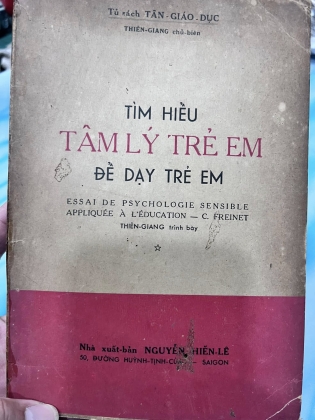 Tủ sách TÂN-GIÁO-DỤC
THIÊN-GIANG chủ-biên
TÌM HIỂU
TÂM LÝ TRẺ EM
ĐỂ DẠY TRẺ EM
ESSAI DE PSYCHOLOGIE SENSIBLE
APPLIQUÉE À L'ÉDUCATION — C. FREINET
THIÊN-GIANG trình bày
Nhà xuất-bản NGUYỄN HIẾN-LÊ
50, ĐƯỜNG HUỲNH-TỊNH- — SAIGON